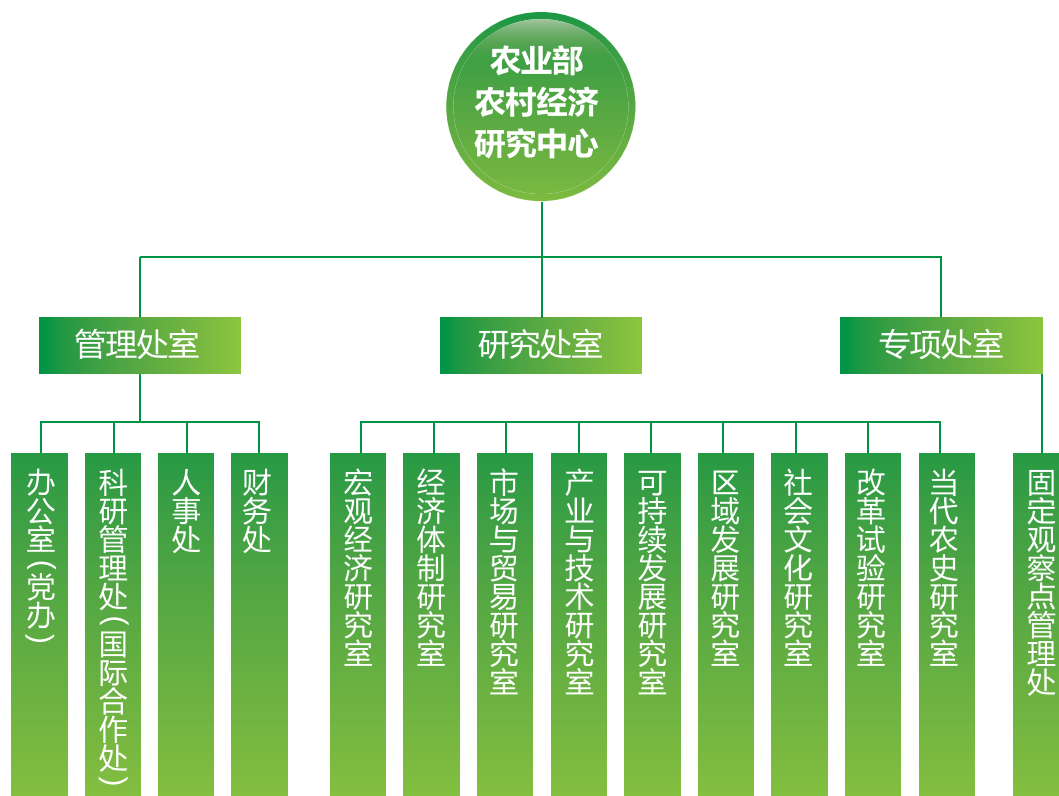 农业部
农村经济
研究中心
管理处室
研究处室
专项处室
办公室(党办)
科研管理处(国际合作处)
人事处
财务处
宏观经济研究室
经济体制研究室
市场与贸易研究室
产业与技术研究室
可持续发展研究室
区域发展研究室
社会文化研究室
改革试验研究室
当代农史研究室
固定观察点管理处